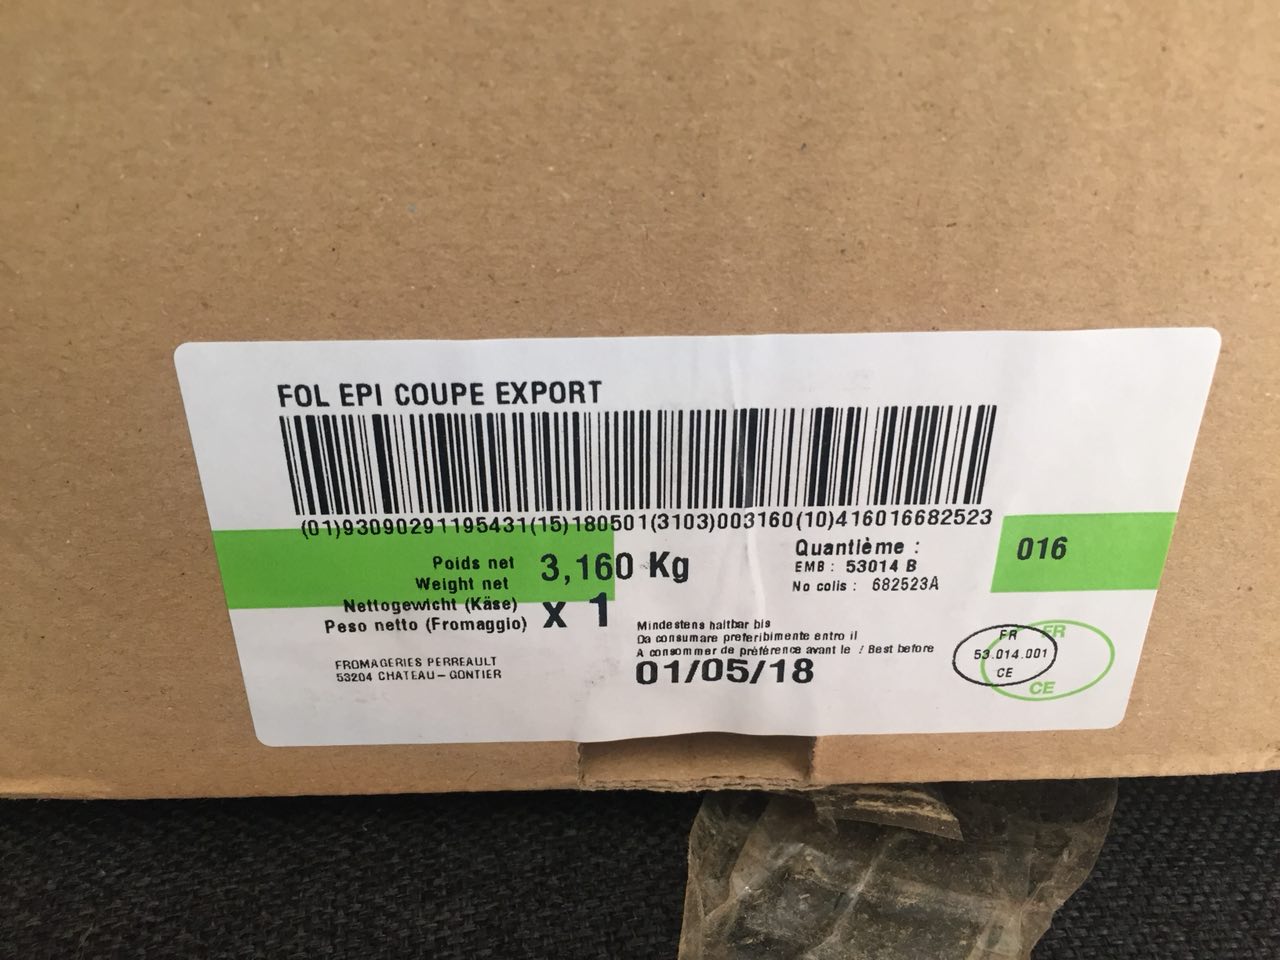 FOL EPI COUPE EXPORT
(01)93090291195431(15)180501(3103)003160(10)416016682523
Poids net
Weight net
Nettogewicht (Käse)
Peso netto (Fromaggio)
3,160 Kg
x 1
Quantième :
EMB : 53014 B
No colis : 682523A
016
FROMAGERIES PERREAULT
53204 CHATEAU-GONTIER
Mindestens haltbar bis
Da consumare preferibimente entro il
A consommer de préférence avant le / Best before
01/05/18
FR
53.014.001
CE
FR
CE